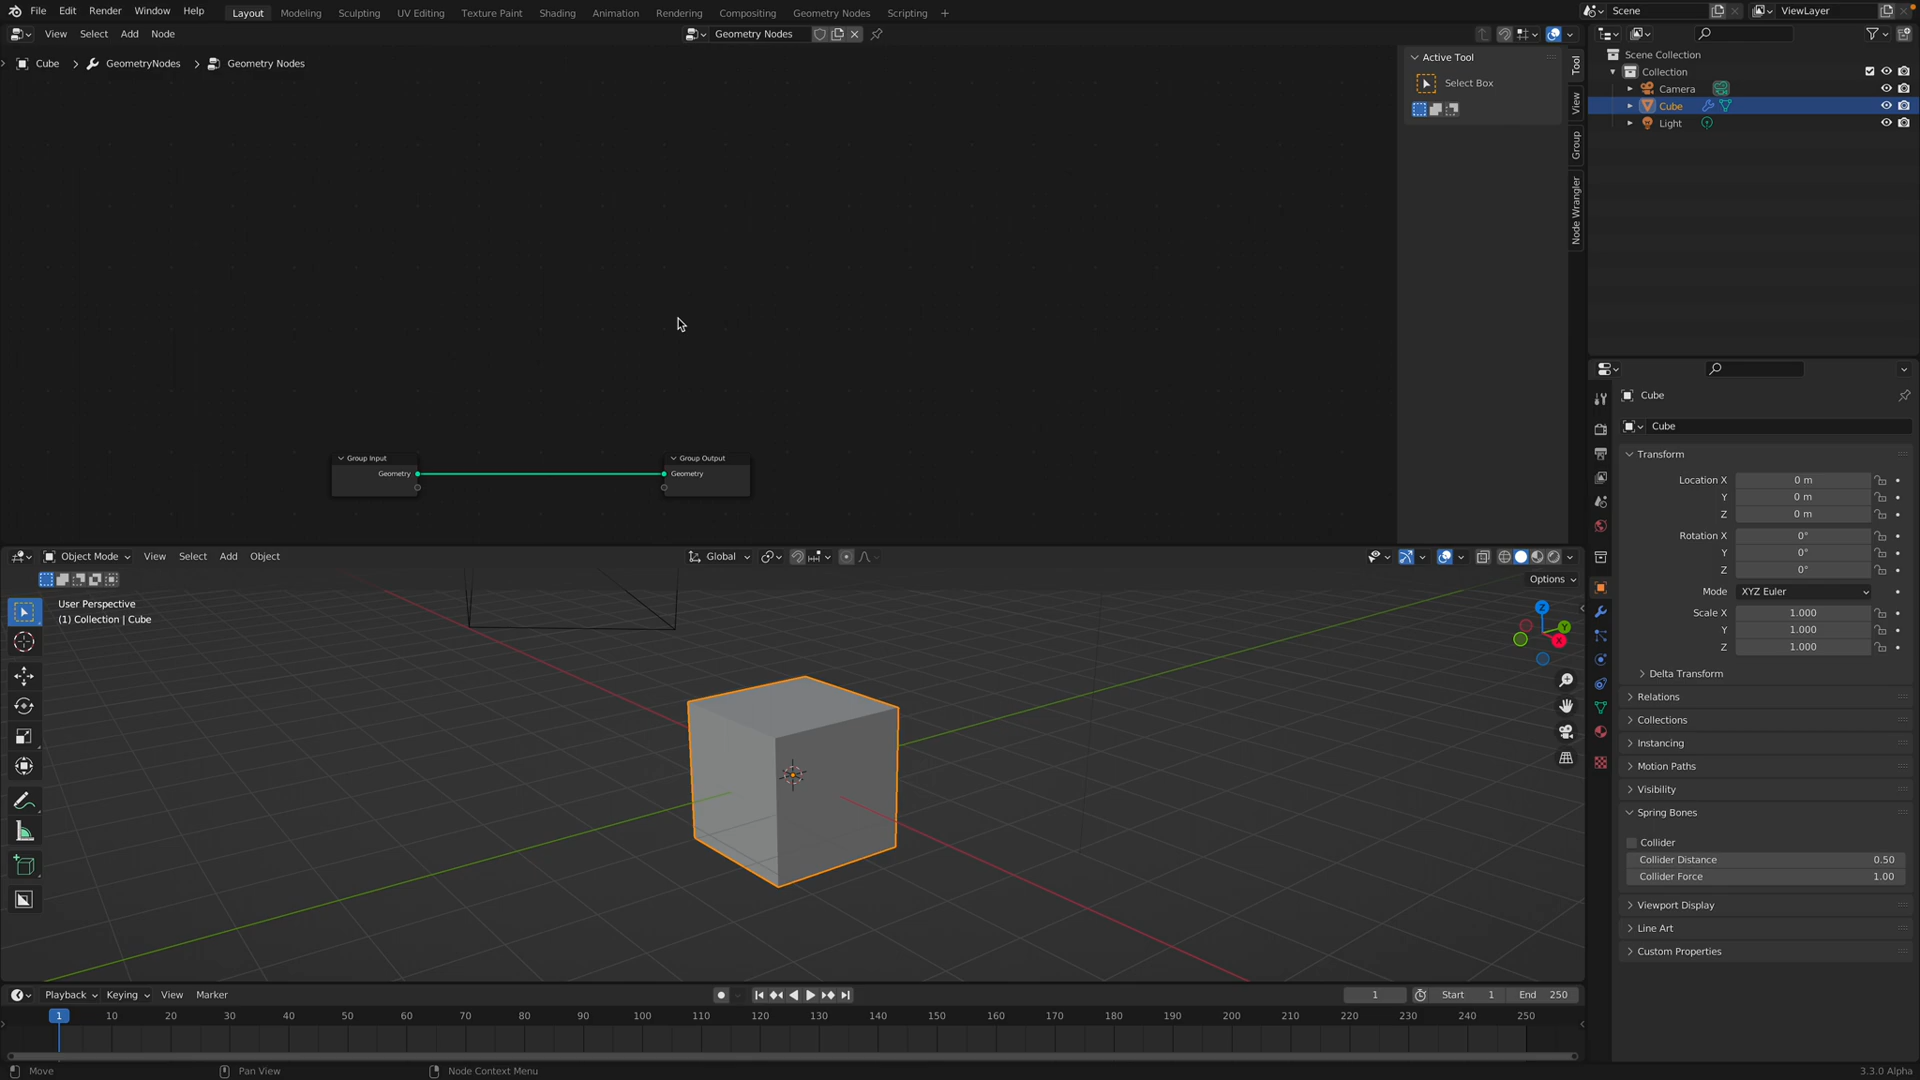 File Edit Render Window Help Layout Modeling Sculpting UV Editing Texture Paint Shading Animation Rendering Compositing Geometry Nodes Scripting + Scene ViewLayer
View Select Add Node Geometry Nodes
Cube > GeometryNodes > Geometry Nodes
Active Tool
Select Box
Tool
View
Group
Node Wrangler
Scene Collection
Collection
Camera
Cube
Light
Group Input
Geometry
Group Output
Geometry
Object Mode View Select Add Object Global
Options
User Perspective
(1) Collection | Cube
Z
Y
X
Cube
Cube
Transform
Location X 0 m
Y 0 m
Z 0 m
Rotation X 0°
Y 0°
Z 0°
Mode XYZ Euler
Scale X 1.000
Y 1.000
Z 1.000
Delta Transform
Relations
Collections
Instancing
Motion Paths
Visibility
Spring Bones
Collider
Collider Distance 0.50
Collider Force 1.00
Viewport Display
Line Art
Custom Properties
Playback Keying View Marker 1 Start 1 End 250
1 10 20 30 40 50 60 70 80 90 100 110 120 130 140 150 160 170 180 190 200 210 220 230 240 250
Move Pan View Node Context Menu 3.3.0 Alpha